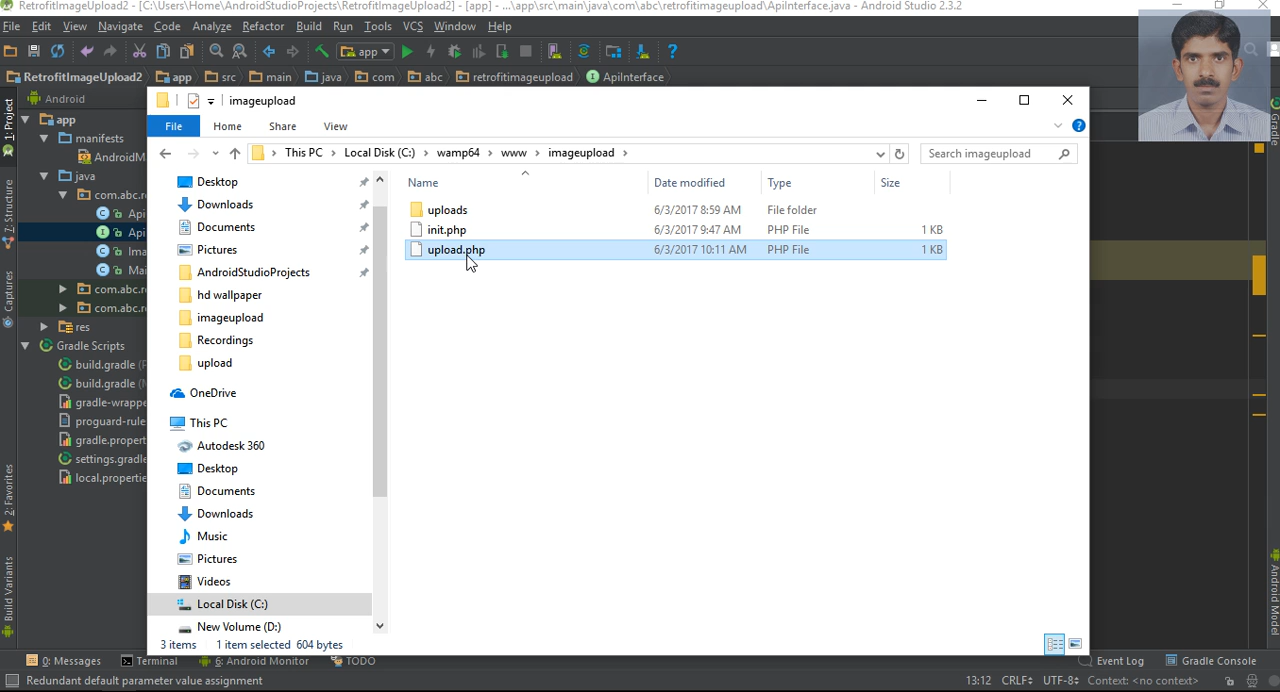 RetrofitImageUpload2 - [C:\Users\Home\AndroidStudioProjects\RetrofitImageUpload2] - [app] - ...\app\src\main\java\com\abc\retrofitimageupload\ApiInterface.java - Android Studio 2.3.2
File Edit View Navigate Code Analyze Refactor Build Run Tools VCS Window Help
app
RetrofitImageUpload2 app src main java com abc retrofitimageupload ApiInterface
Android
1: Project
Z: Structure
Captures
2: Favorites
Build Variants
app
manifests
AndroidM
java
com.abc.r
Api
Api
Ima
Mai
com.abc.r
com.abc.r
res
Gradle Scripts
build.gradle (P
build.gradle (M
gradle-wrappe
proguard-rule
gradle.propert
settings.gradle
local.propertie
imageupload
File Home Share View
This PC > Local Disk (C:) > wamp64 > www > imageupload >
Search imageupload
Desktop
Downloads
Documents
Pictures
AndroidStudioProjects
hd wallpaper
imageupload
Recordings
upload
OneDrive
This PC
Autodesk 360
Desktop
Documents
Downloads
Music
Pictures
Videos
Local Disk (C:)
New Volume (D:)
Name Date modified Type Size
uploads 6/3/2017 8:59 AM File folder
init.php 6/3/2017 9:47 AM PHP File 1 KB
upload.php 6/3/2017 10:11 AM PHP File 1 KB
3 items 1 item selected 604 bytes
Gradle
Android Model
0: Messages Terminal 6: Android Monitor TODO Event Log Gradle Console
Redundant default parameter value assignment 13:12 CRLF UTF-8 Context: <no context>